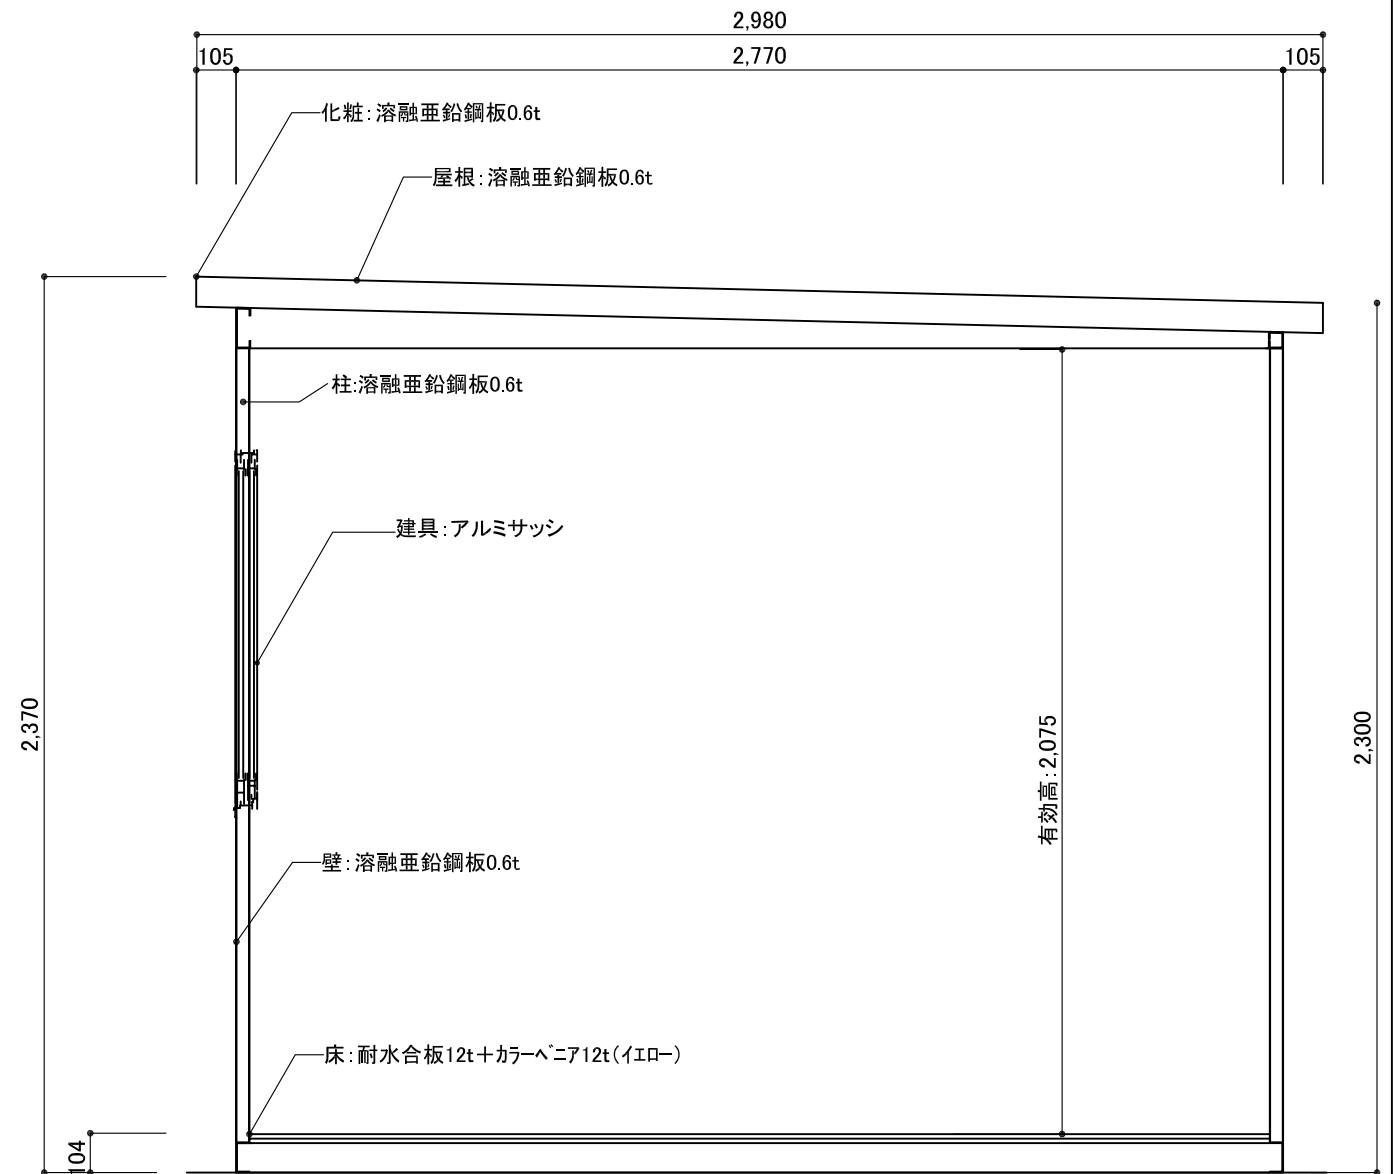 2,980
105
2,770
105
化粧:溶融亜鉛鋼板0.6t
屋根:溶融亜鉛鋼板0.6t
柱:溶融亜鉛鋼板0.6t
建具:アルミサッシ
2,370
有効高:2,075
2,300
壁:溶融亜鉛鋼板0.6t
床:耐水合板12t+カラーベニア12t(イエロー)
104